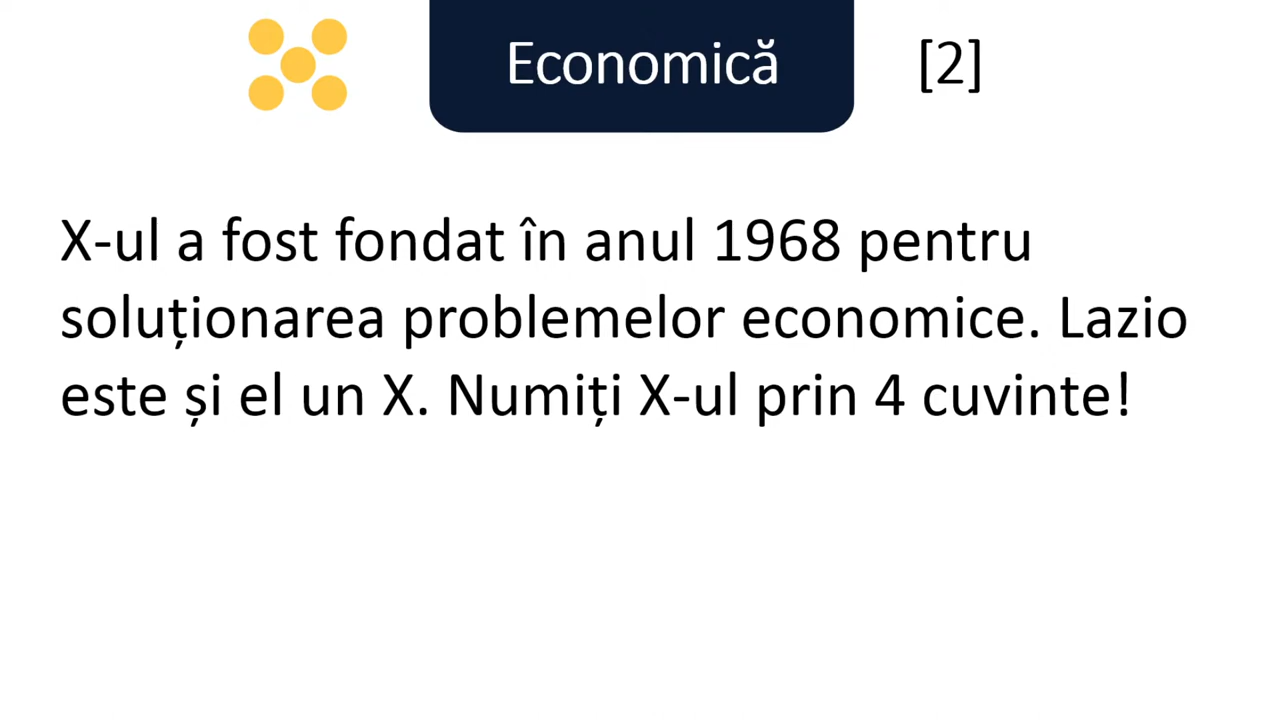 Economică
[2]
X-ul a fost fondat în anul 1968 pentru
soluționarea problemelor economice. Lazio
este și el un X. Numiți X-ul prin 4 cuvinte!